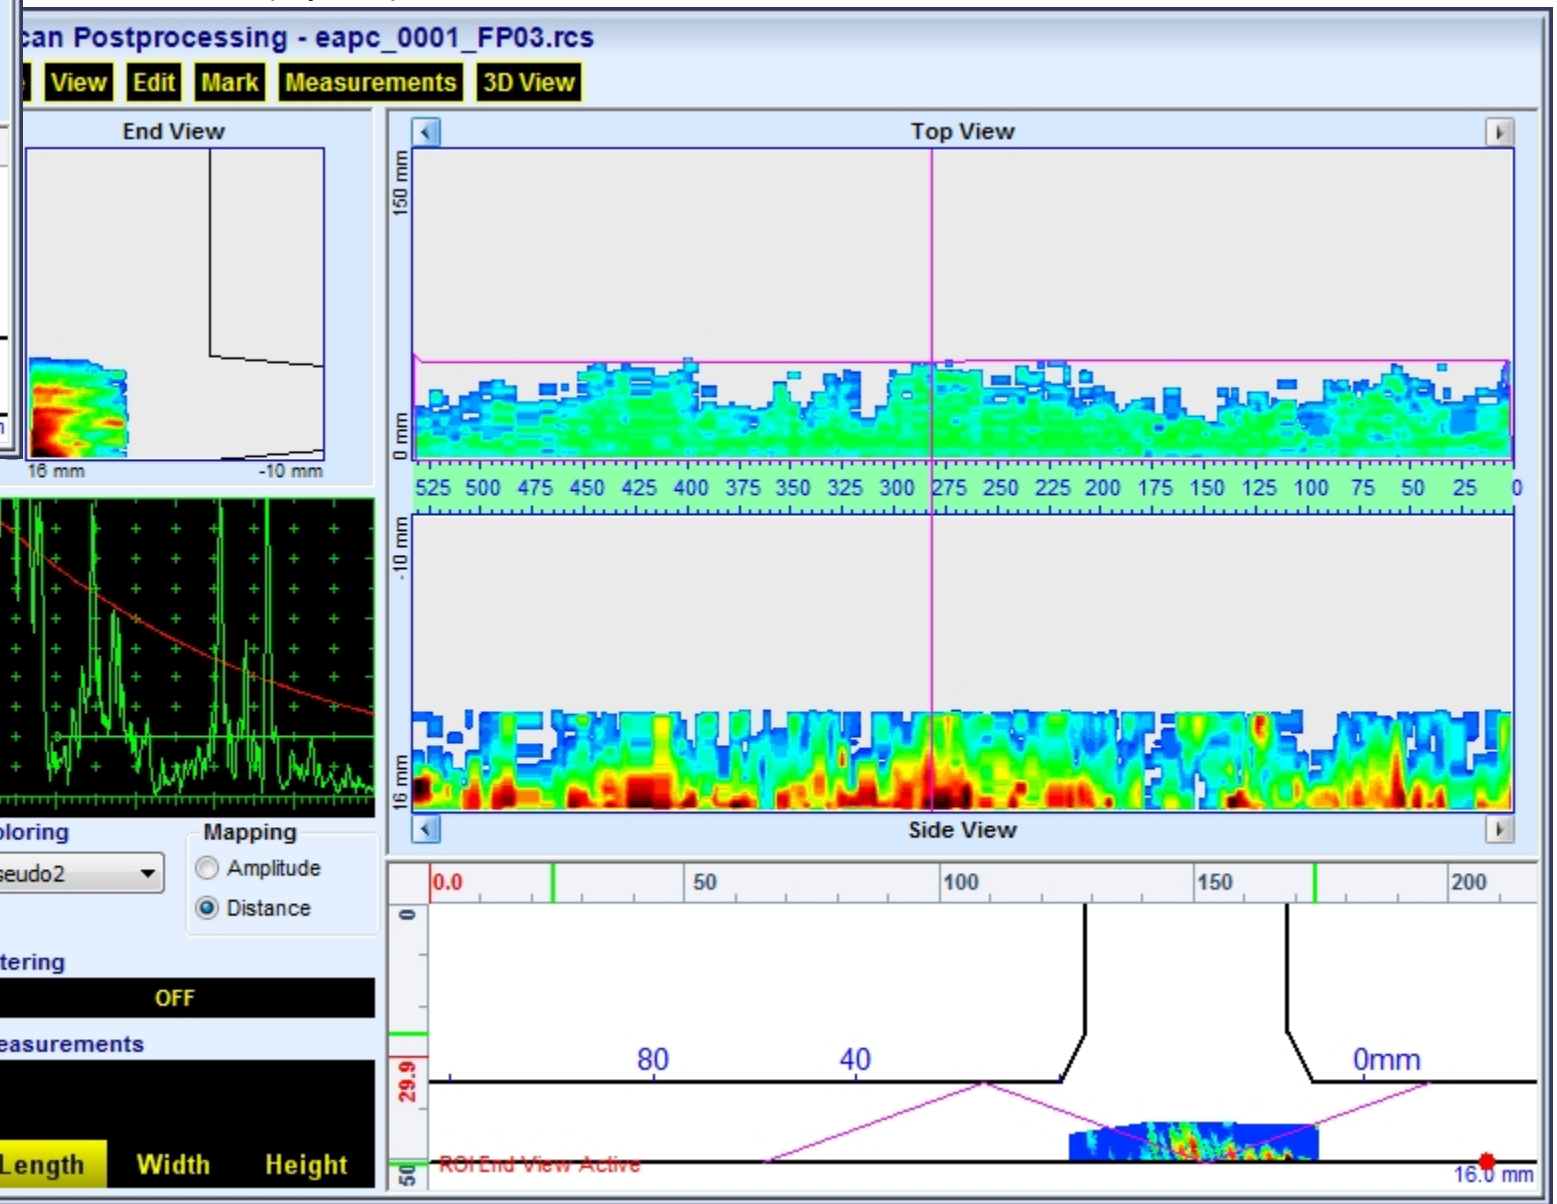 can Postprocessing - eapc_0001_FP03.rcs
View Edit Mark Measurements 3D View
End View
Top View
150 mm
0 mm
16 mm -10 mm
525 500 475 450 425 400 375 350 325 300 275 250 225 200 175 150 125 100 75 50 25 0
-10 mm
16 mm
Side View
oloring
seudo2
Mapping
Amplitude
Distance
tering
OFF
easurements
Length Width Height
0.0 50 100 150 200
0
29.9
50
80 40 0mm
ROI End View Active
16.0 mm